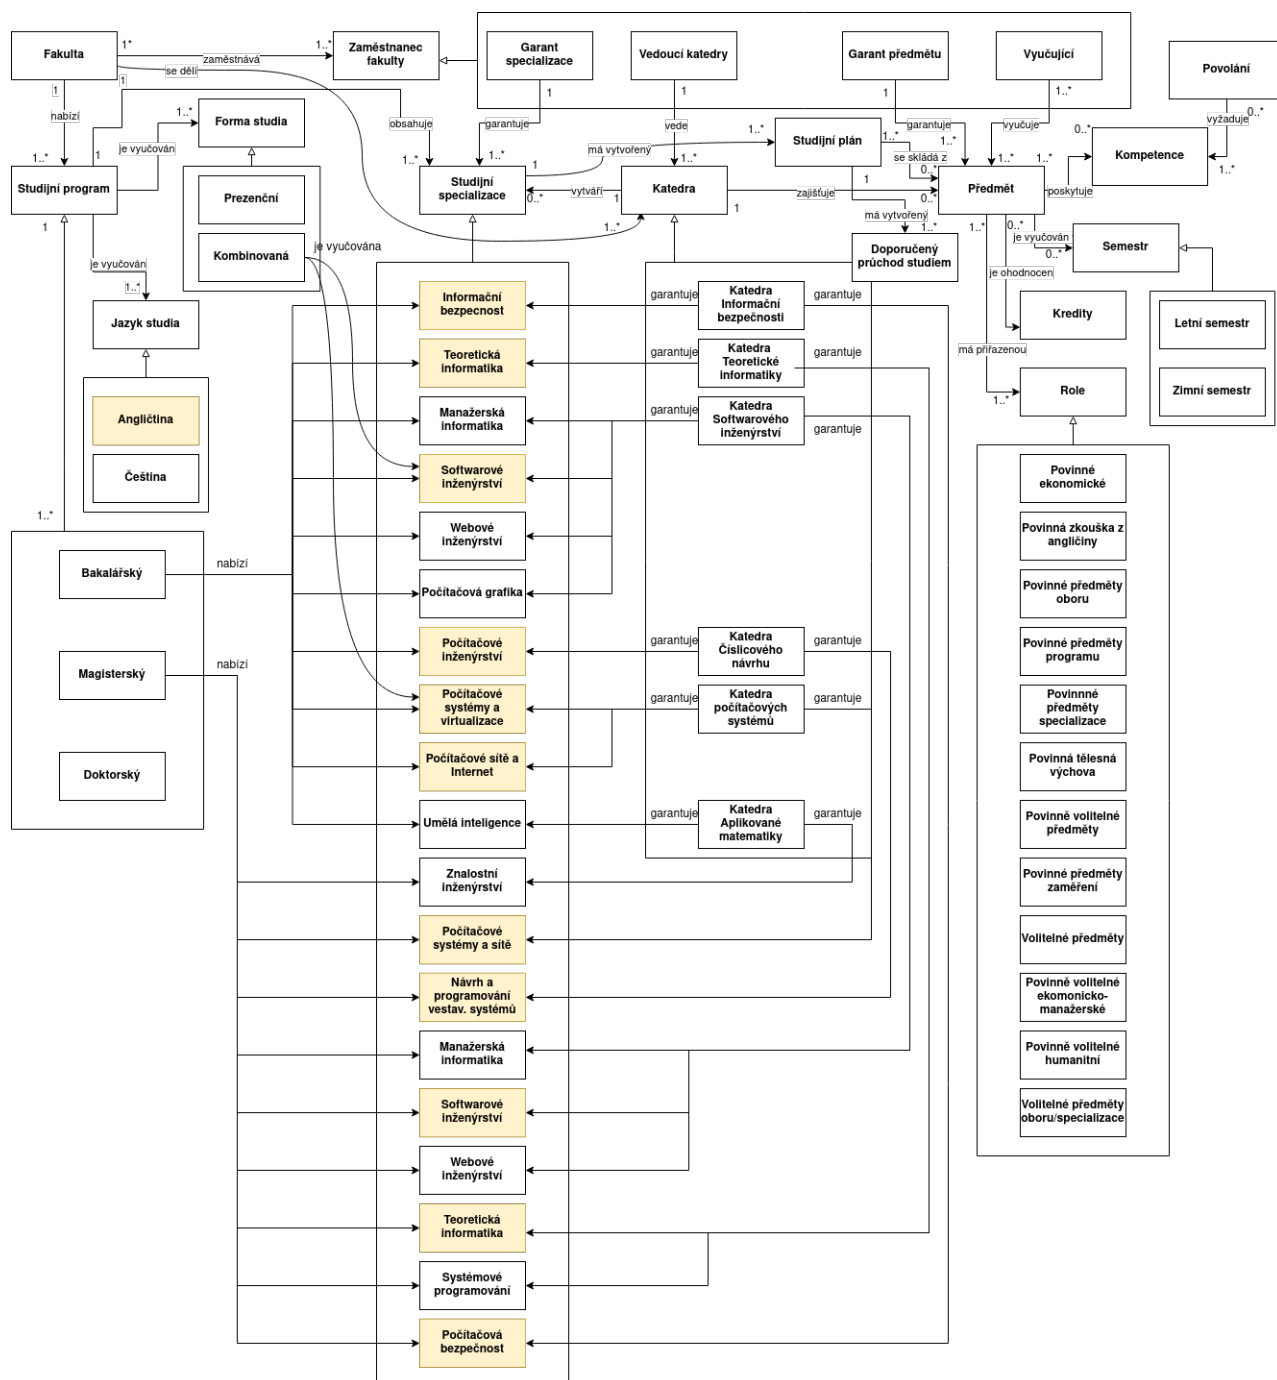 Fakulta
1*
zaměstnává
1..*
Zaměstnanec
fakulty
Garant
specializace
Vedoucí katedry
Garant předmětu
Vyučující
Povolání
se dělí
1
1
nabízí
1..*
1
obsahuje
1..*
je vyučován
1..*
Forma studia
1
garantuje
1..*
1
vede
1..*
1
garantuje
1..*
vyučuje
1..*
1..*
0..*
vyžaduje
1..*
0..*
Kompetence
Studijní plán
1..*
se skládá z
1..*
0..*
má vytvořený
1..*
1
Studijní program
Studijní
specializace
vytváří
0..*
1
Katedra
1..*
1
zajišťuje
0..*
Předmět
poskytuje
1
má vytvořený
1..*
Doporučený
průchod studiem
Prezenční
Kombinovaná
je vyučována
1
je vyučován
1..*
Jazyk studia
Angličtina
Čeština
1..*
1..*
0..*
je vyučován
0..*
Semestr
je ohodnocen
Kredity
Letní semestr
Zimní semestr
má přiřazenou
1..*
Role
Bakalářský
nabízí
Magisterský
nabízí
Doktorský
Informační
bezpecnost
garantuje
Katedra
Informační
bezpečnosti
garantuje
Teoretická
informatika
garantuje
Katedra
Teoretické
informatiky
garantuje
Manažerská
informatika
garantuje
Katedra
Softwarového
inženýrství
garantuje
Softwarové
inženýrství
Webové
inženýrství
Počítačová grafika
Počítačové
inženýrství
garantuje
Katedra
Číslicového
návrhu
garantuje
Počítačové
systémy a
virtualizace
garantuje
Katedra
počítačových
systémů
garantuje
Počítačové sítě a
Internet
Umělá inteligence
garantuje
Katedra
Aplikované
matematiky
garantuje
Znalostní
inženýrství
Počítačové
systémy a sítě
Návrh a
programování
vestav. systémů
Manažerská
informatika
Softwarové
inženýrství
Webové
inženýrství
Teoretická
informatika
Systémové
programování
Počítačová
bezpečnost
Povinné
ekonomické
Povinná zkouška z
angličiny
Povinné předměty
oboru
Povinné předměty
programu
Povinnné
předměty
specializace
Povinná tělesná
výchova
Povinně volitelné
předměty
Povinné předměty
zaměření
Volitelné předměty
Povinně volitelné
ekomonicko-
manažerské
Povinně volitelné
humanitní
Volitelné předměty
oboru/specializace